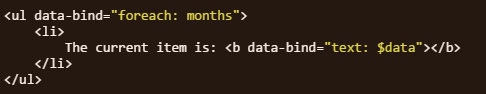 <ul data-bind="foreach: months">
    <li>
        The current item is: <b data-bind="text: $data"></b>
    </li>
</ul>